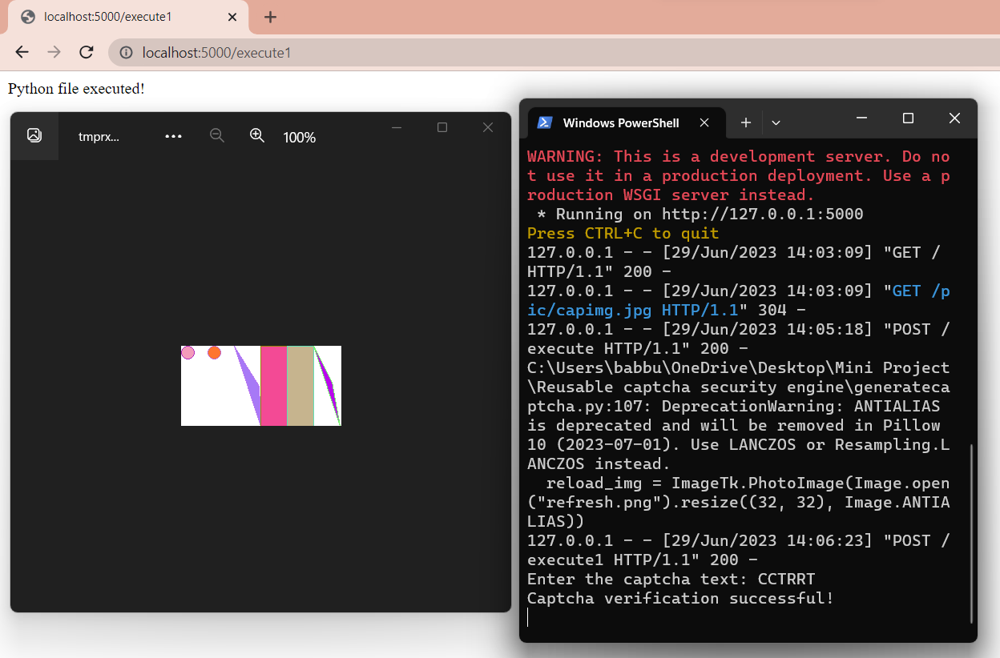 localhost:5000/execute1
localhost:5000/execute1
Python file executed!
tmprx...
100%
Windows PowerShell
WARNING: This is a development server. Do no
t use it in a production deployment. Use a p
roduction WSGI server instead.
 * Running on http://127.0.0.1:5000
Press CTRL+C to quit
127.0.0.1 - - [29/Jun/2023 14:03:09] "GET /
HTTP/1.1" 200 -
127.0.0.1 - - [29/Jun/2023 14:03:09] "GET /p
ic/capimg.jpg HTTP/1.1" 304 -
127.0.0.1 - - [29/Jun/2023 14:05:18] "POST /
execute HTTP/1.1" 200 -
C:\Users\babbu\OneDrive\Desktop\Mini Project
\Reusable captcha security engine\generateca
ptcha.py:107: DeprecationWarning: ANTIALIAS
is deprecated and will be removed in Pillow
10 (2023-07-01). Use LANCZOS or Resampling.L
ANCZOS instead.
  reload_img = ImageTk.PhotoImage(Image.open
("refresh.png").resize((32, 32), Image.ANTIA
LIAS))
127.0.0.1 - - [29/Jun/2023 14:06:23] "POST /
execute1 HTTP/1.1" 200 -
Enter the captcha text: CCTRRT
Captcha verification successful!